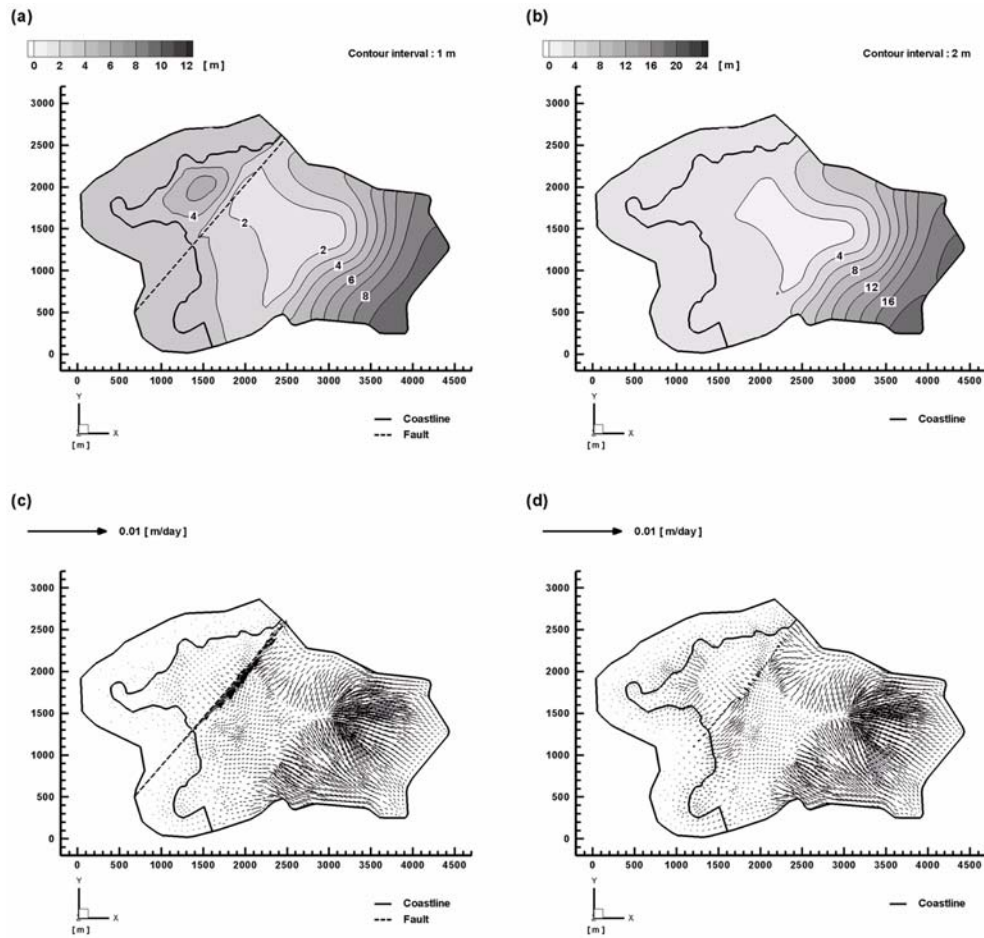 (a)
0 2 4 6 8 10 12 [ m ]
Contour interval : 1 m
3000
2500
2000
1500
1000
500
0
4
2
2
4
6
8
0 500 1000 1500 2000 2500 3000 3500 4000 4500
Y
X
[ m ]
Coastline
Fault
(b)
0 4 8 12 16 20 24 [ m ]
Contour interval : 2 m
3000
2500
2000
1500
1000
500
0
4
8
12
16
0 500 1000 1500 2000 2500 3000 3500 4000 4500
Y
X
[ m ]
Coastline
(c)
0.01 [ m/day ]
3000
2500
2000
1500
1000
500
0
0 500 1000 1500 2000 2500 3000 3500 4000 4500
Y
X
[ m ]
Coastline
Fault
(d)
0.01 [ m/day ]
3000
2500
2000
1500
1000
500
0
0 500 1000 1500 2000 2500 3000 3500 4000 4500
Y
X
[ m ]
Coastline